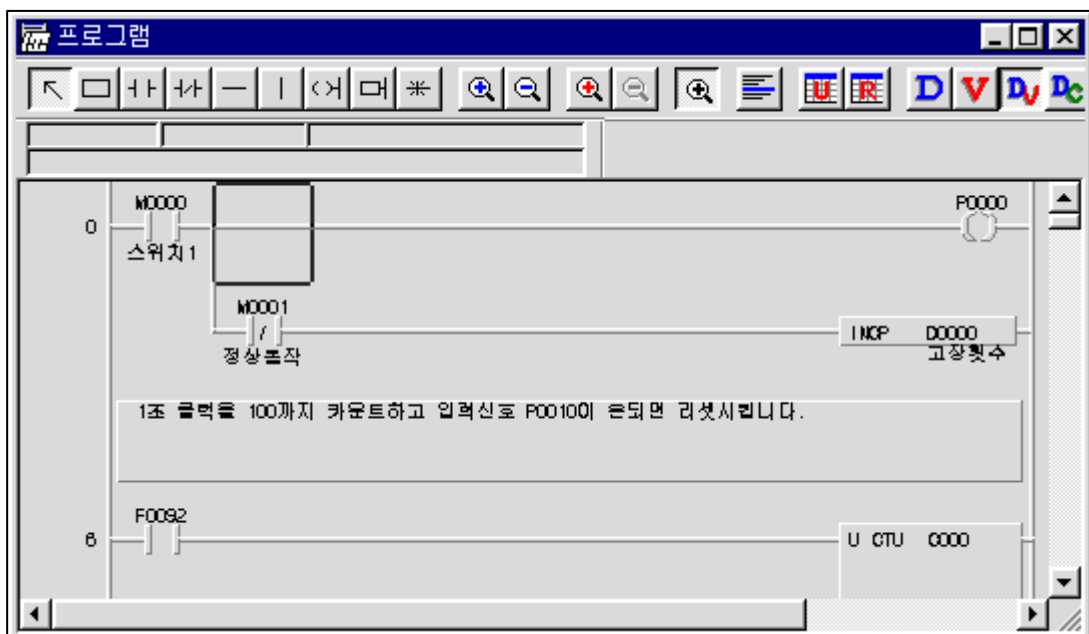 프로그램
U R D V DV DC
M0000 P0000
0
스위치1
M0001
INCP D0000
정상동작 고장횟수
1초 클럭을 100까지 카운트하고 입력신호 P0010이 온되면 리셋시킵니다.
F0092
6 U CTU C000